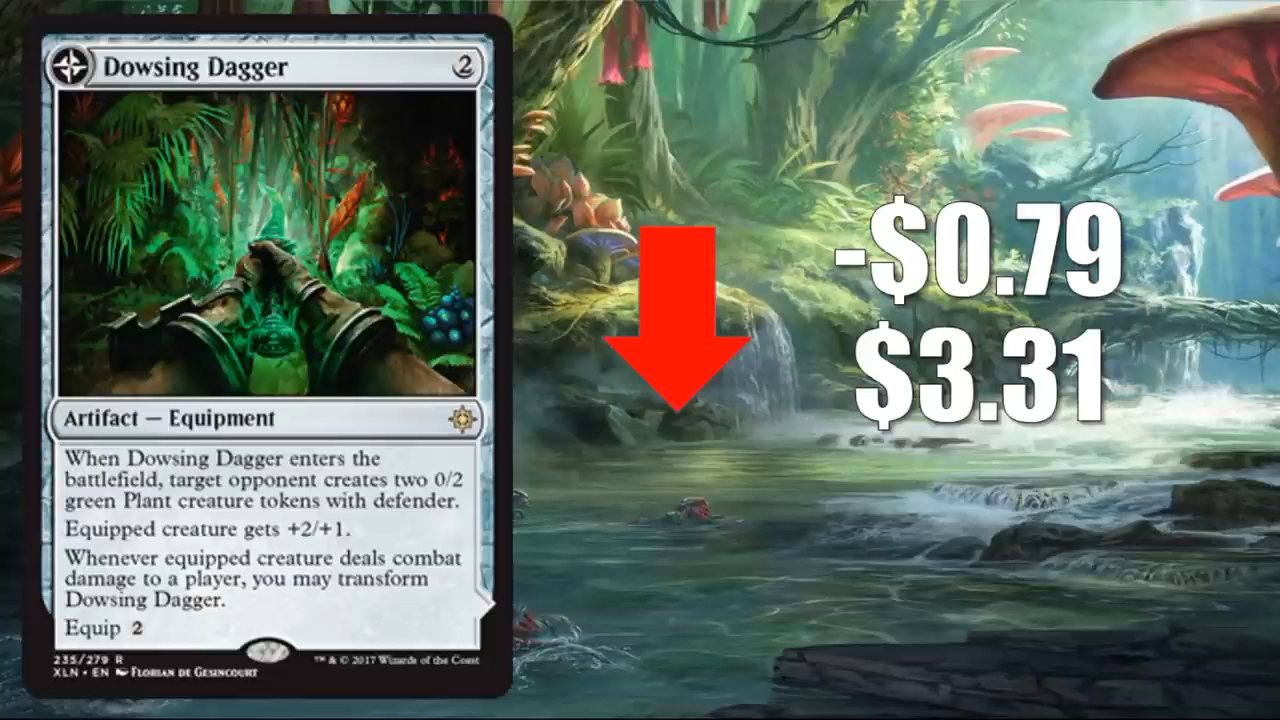 Dowsing Dagger 2
Artifact — Equipment
When Dowsing Dagger enters the
battlefield, target opponent creates two 0/2
green Plant creature tokens with defender.
Equipped creature gets +2/+1.
Whenever equipped creature deals combat
damage to a player, you may transform
Dowsing Dagger.
Equip 2
235/279 R
XLN • EN Florian de Gesincourt
™ & © 2017 Wizards of the Coast
-$0.79
$3.31